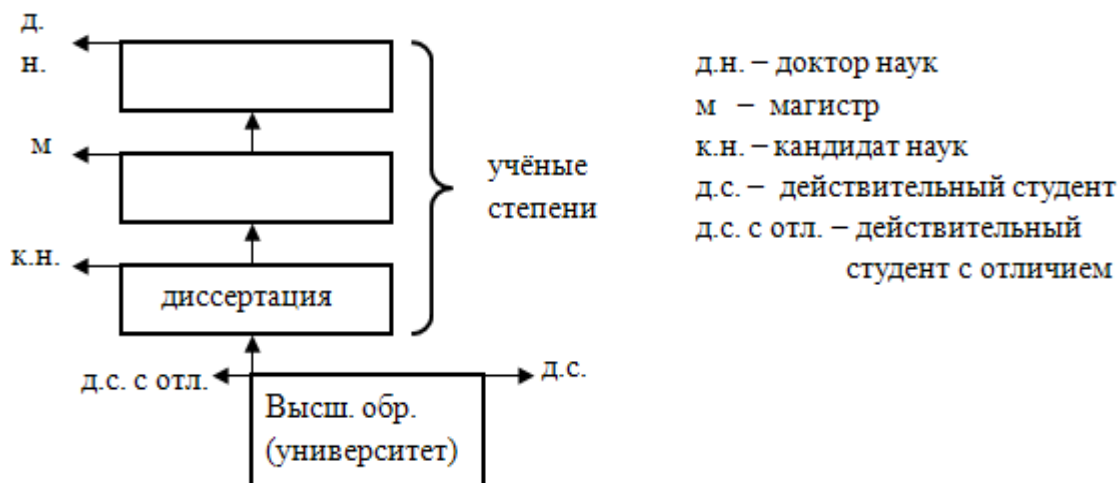 д.
н.
м
к.н.
диссертация
учёные
степени
д.с. с отл.
д.с.
Высш. обр.
(университет)
д.н. – доктор наук
м – магистр
к.н. – кандидат наук
д.с. – действительный студент
д.с. с отл. – действительный
студент с отличием